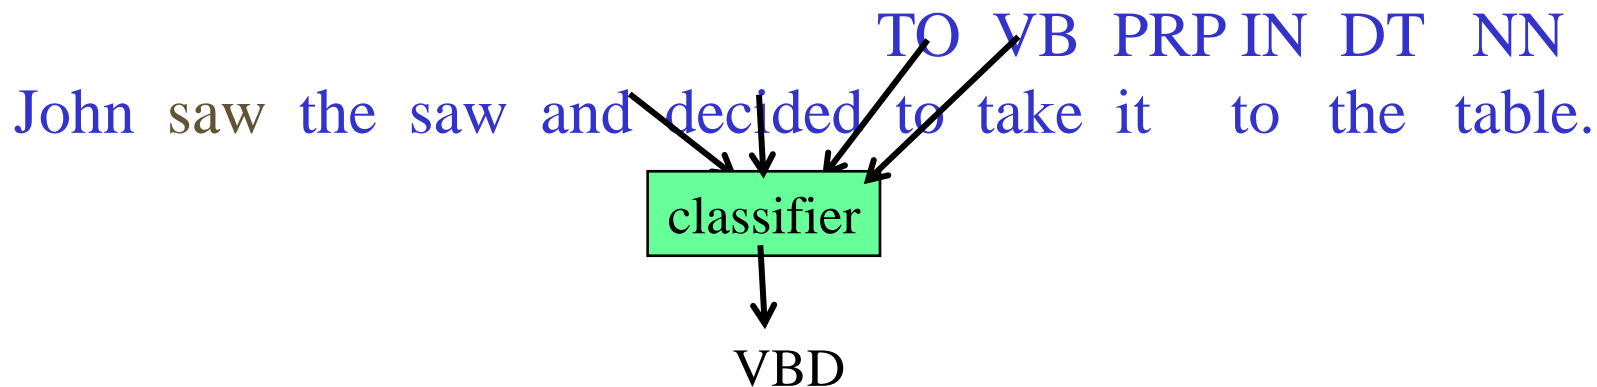 TO VB PRP IN DT NN
John saw the saw and decided to take it to the table.
classifier
VBD